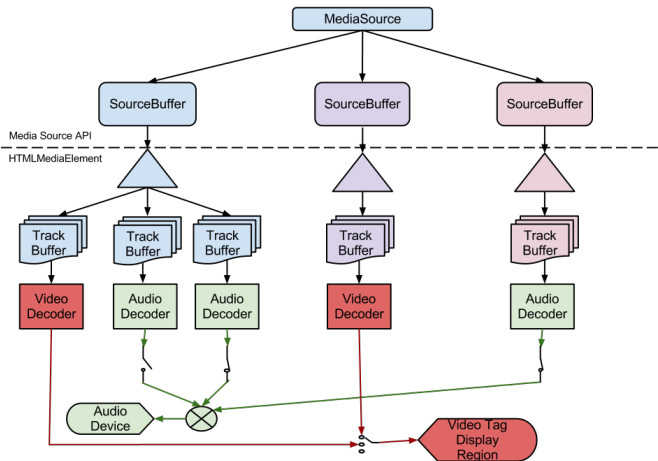 MediaSource
SourceBuffer
SourceBuffer
SourceBuffer
Media Source API
HTMLMediaElement
Track
Buffer
Track
Buffer
Track
Buffer
Track
Buffer
Track
Buffer
Video
Decoder
Audio
Decoder
Audio
Decoder
Video
Decoder
Audio
Decoder
Audio
Device
Video Tag
Display
Region